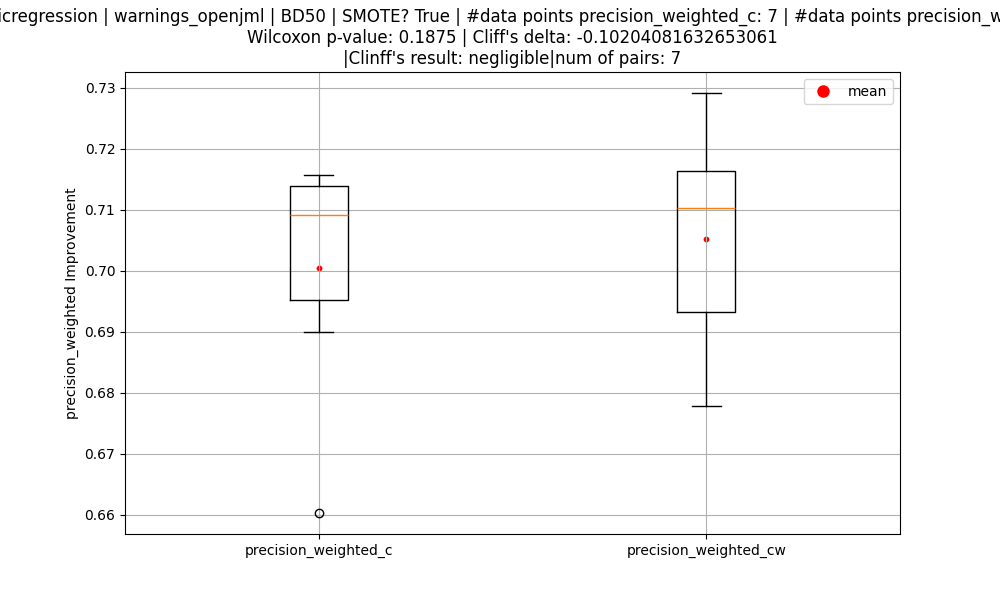 | warnings_openjml | BD50 | SMOTE? True | #data points precision_weighted_c: 7 | #data points
Wilcoxon p-value: 0.1875 | Cliff's delta: -0.10204081632653061
|Clinff's result: negligible|num of pairs: 7
mean
0.73
0.72
0.71
0.70
0.69
0.68
0.67
0.66
precision_weighted Improvement
precision_weighted_c
precision_weighted_cw